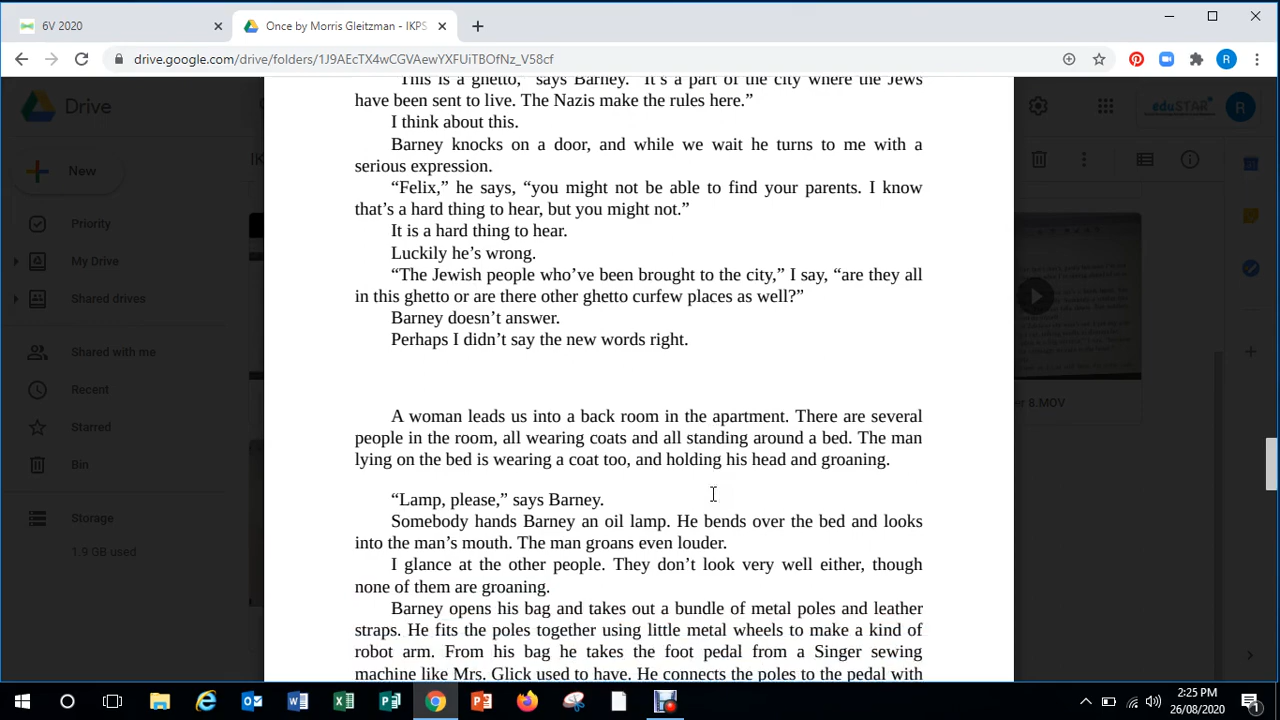 6V 2020
Once by Morris Gleitzman - IKPS
drive.google.com/drive/folders/1J9AEcTX4wCGVAewYXFUiTBOfNz_V58cf
R
Drive
eduSTAR
R
New
Priority
My Drive
Shared drives
Shared with me
Recent
Starred
Bin
Storage
1.9 GB used
er 8.MOV
“This is a ghetto,” says Barney. “It’s a part of the city where the Jews
have been sent to live. The Nazis make the rules here.”
I think about this.
Barney knocks on a door, and while we wait he turns to me with a
serious expression.
“Felix,” he says, “you might not be able to find your parents. I know
that’s a hard thing to hear, but you might not.”
It is a hard thing to hear.
Luckily he’s wrong.
“The Jewish people who’ve been brought to the city,” I say, “are they all
in this ghetto or are there other ghetto curfew places as well?”
Barney doesn’t answer.
Perhaps I didn’t say the new words right.
A woman leads us into a back room in the apartment. There are several
people in the room, all wearing coats and all standing around a bed. The man
lying on the bed is wearing a coat too, and holding his head and groaning.
“Lamp, please,” says Barney.
Somebody hands Barney an oil lamp. He bends over the bed and looks
into the man’s mouth. The man groans even louder.
I glance at the other people. They don’t look very well either, though
none of them are groaning.
Barney opens his bag and takes out a bundle of metal poles and leather
straps. He fits the poles together using little metal wheels to make a kind of
robot arm. From his bag he takes the foot pedal from a Singer sewing
machine like Mrs. Glick used to have. He connects the poles to the pedal with
2:25 PM
26/08/2020